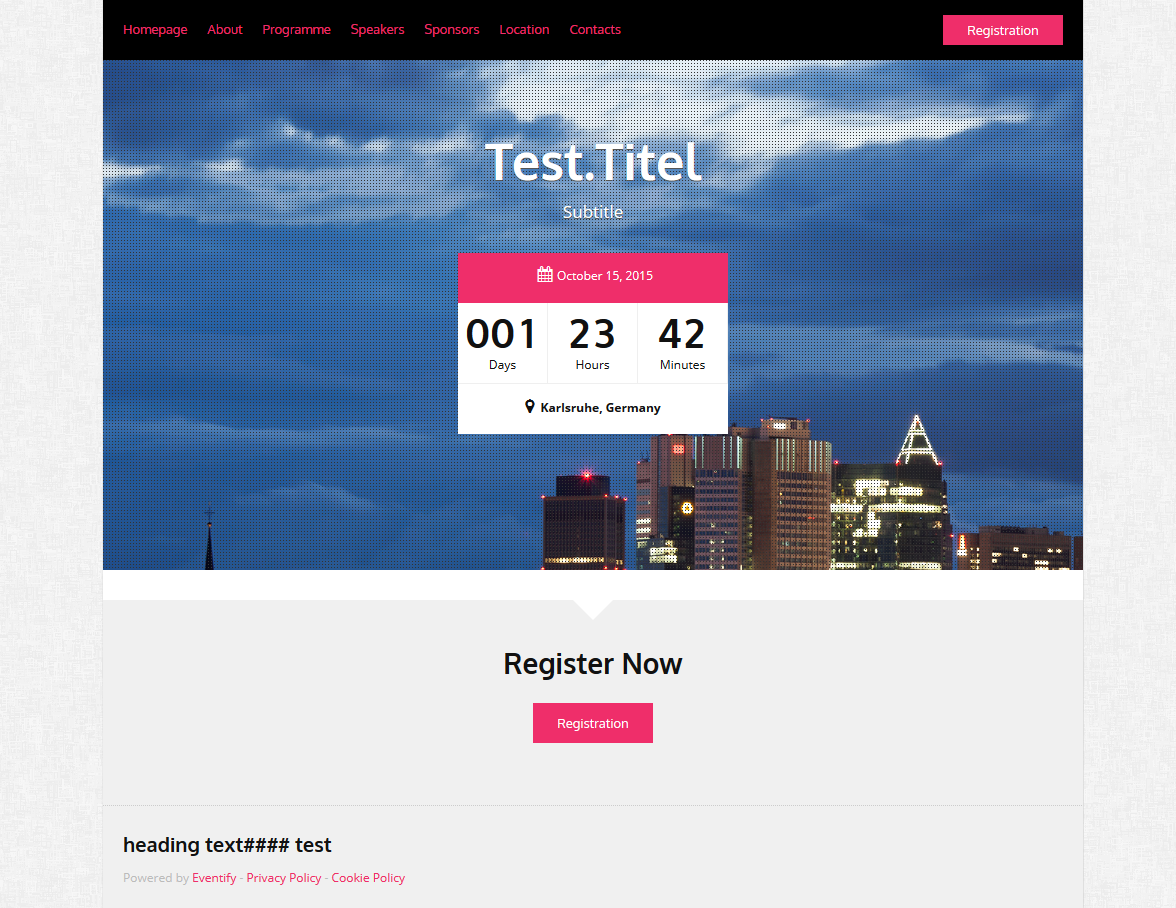 Homepage About Programme Speakers Sponsors Location Contacts Registration
Test.Titel
Subtitle
October 15, 2015
001 23 42
Days Hours Minutes
Karlsruhe, Germany
Register Now
Registration
heading text#### test
Powered by Eventify - Privacy Policy - Cookie Policy